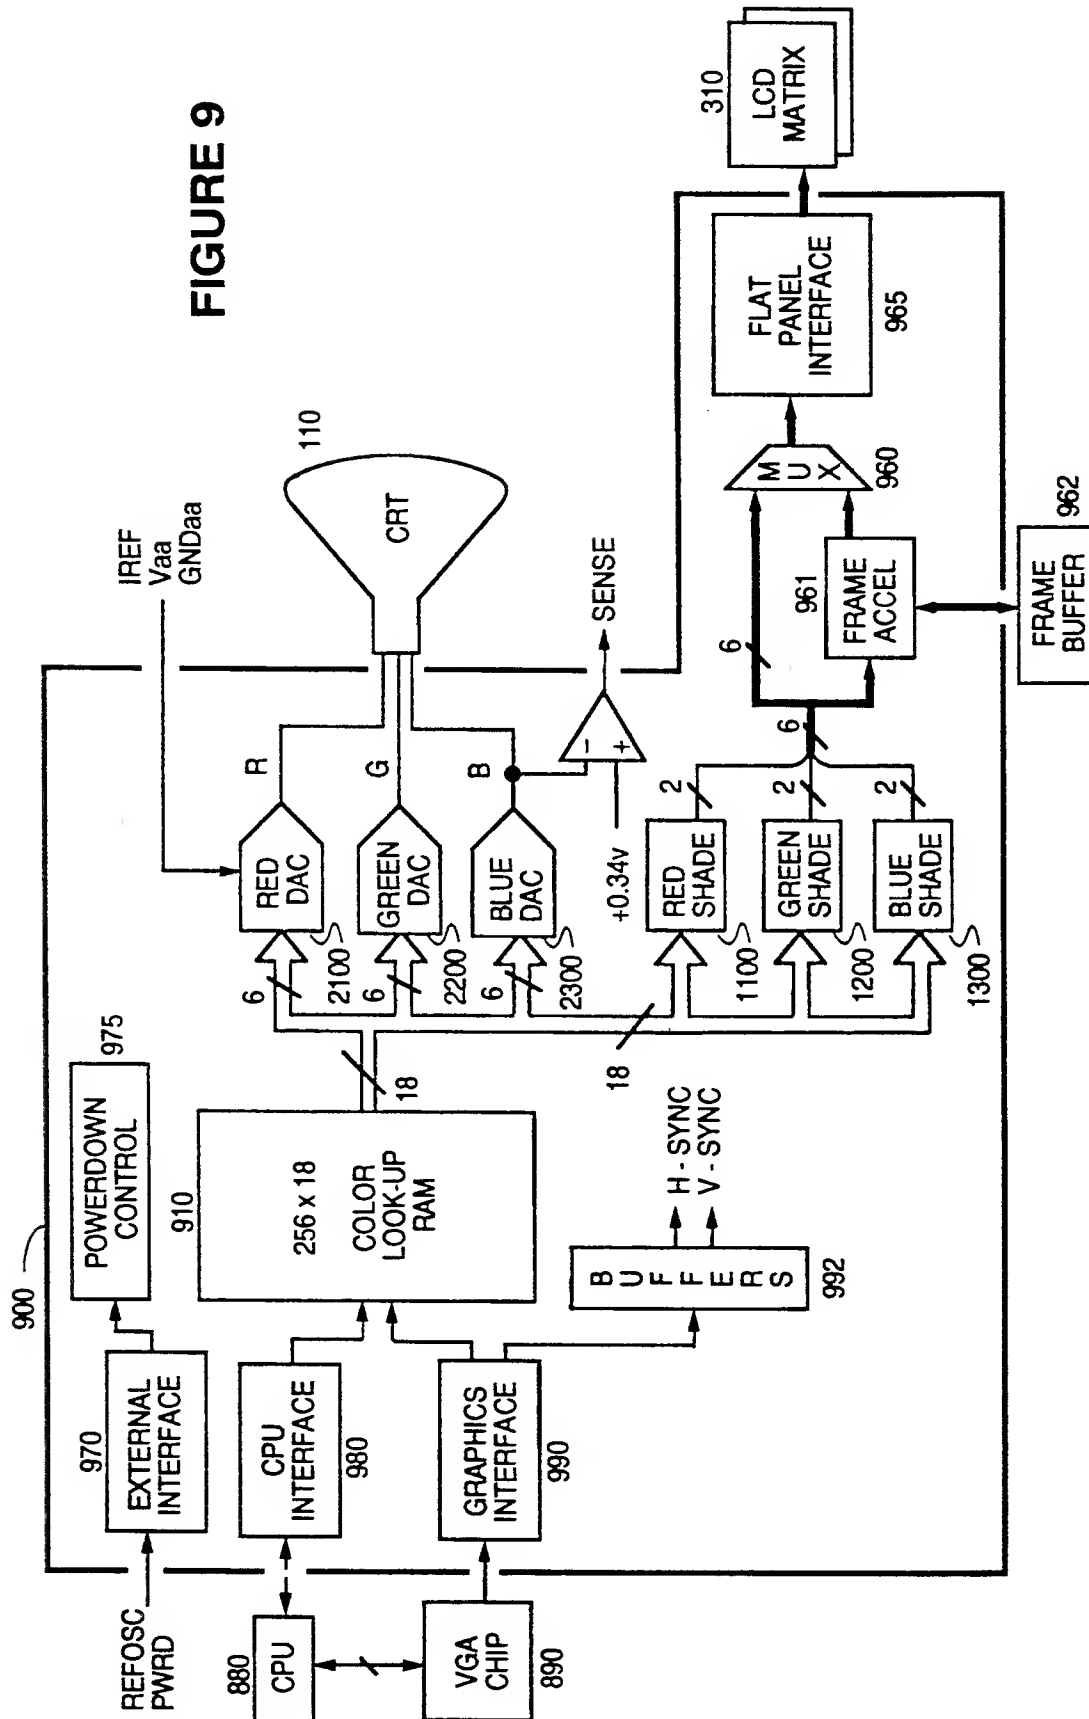 FIGURE 9
900
REFOSC
PWRD
970
EXTERNAL
INTERFACE
POWERDOWN
CONTROL
975
880
CPU
CPU
INTERFACE
980
VGA
CHIP
890
GRAPHICS
INTERFACE
990
910
256 x 18
COLOR
LOOK-UP
RAM
18
BUFFERS
992
H - SYNC
V - SYNC
18
IREF
Vaa
GNDaa
6
RED
DAC
2100
R
6
GREEN
DAC
2200
G
6
BLUE
DAC
2300
B
CRT
110
+0.34v
-
+
SENSE
RED
SHADE
1100
2
GREEN
SHADE
1200
2
BLUE
SHADE
1300
2
6
6
961
FRAME
ACCEL
MUX
960
FRAME
BUFFER
962
FLAT
PANEL
INTERFACE
965
310
LCD
MATRIX